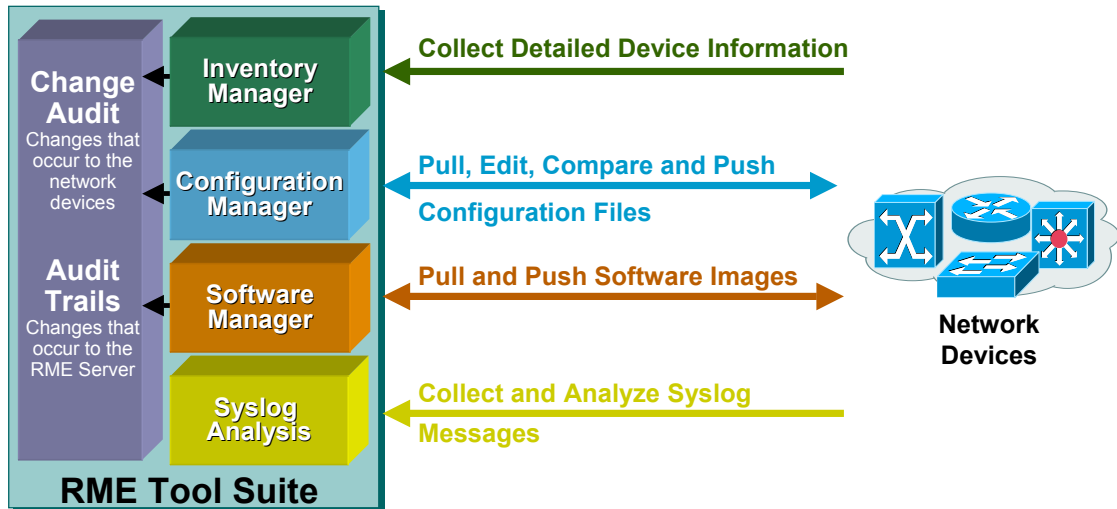 Change
Audit
Changes that
occur to the
network
devices
Audit
Trails
Changes that
occur to the
RME Server
Inventory
Manager
Configuration
Manager
Software
Manager
Syslog
Analysis
RME Tool Suite
Collect Detailed Device Information
Pull, Edit, Compare and Push
Configuration Files
Pull and Push Software Images
Collect and Analyze Syslog
Messages
Network
Devices